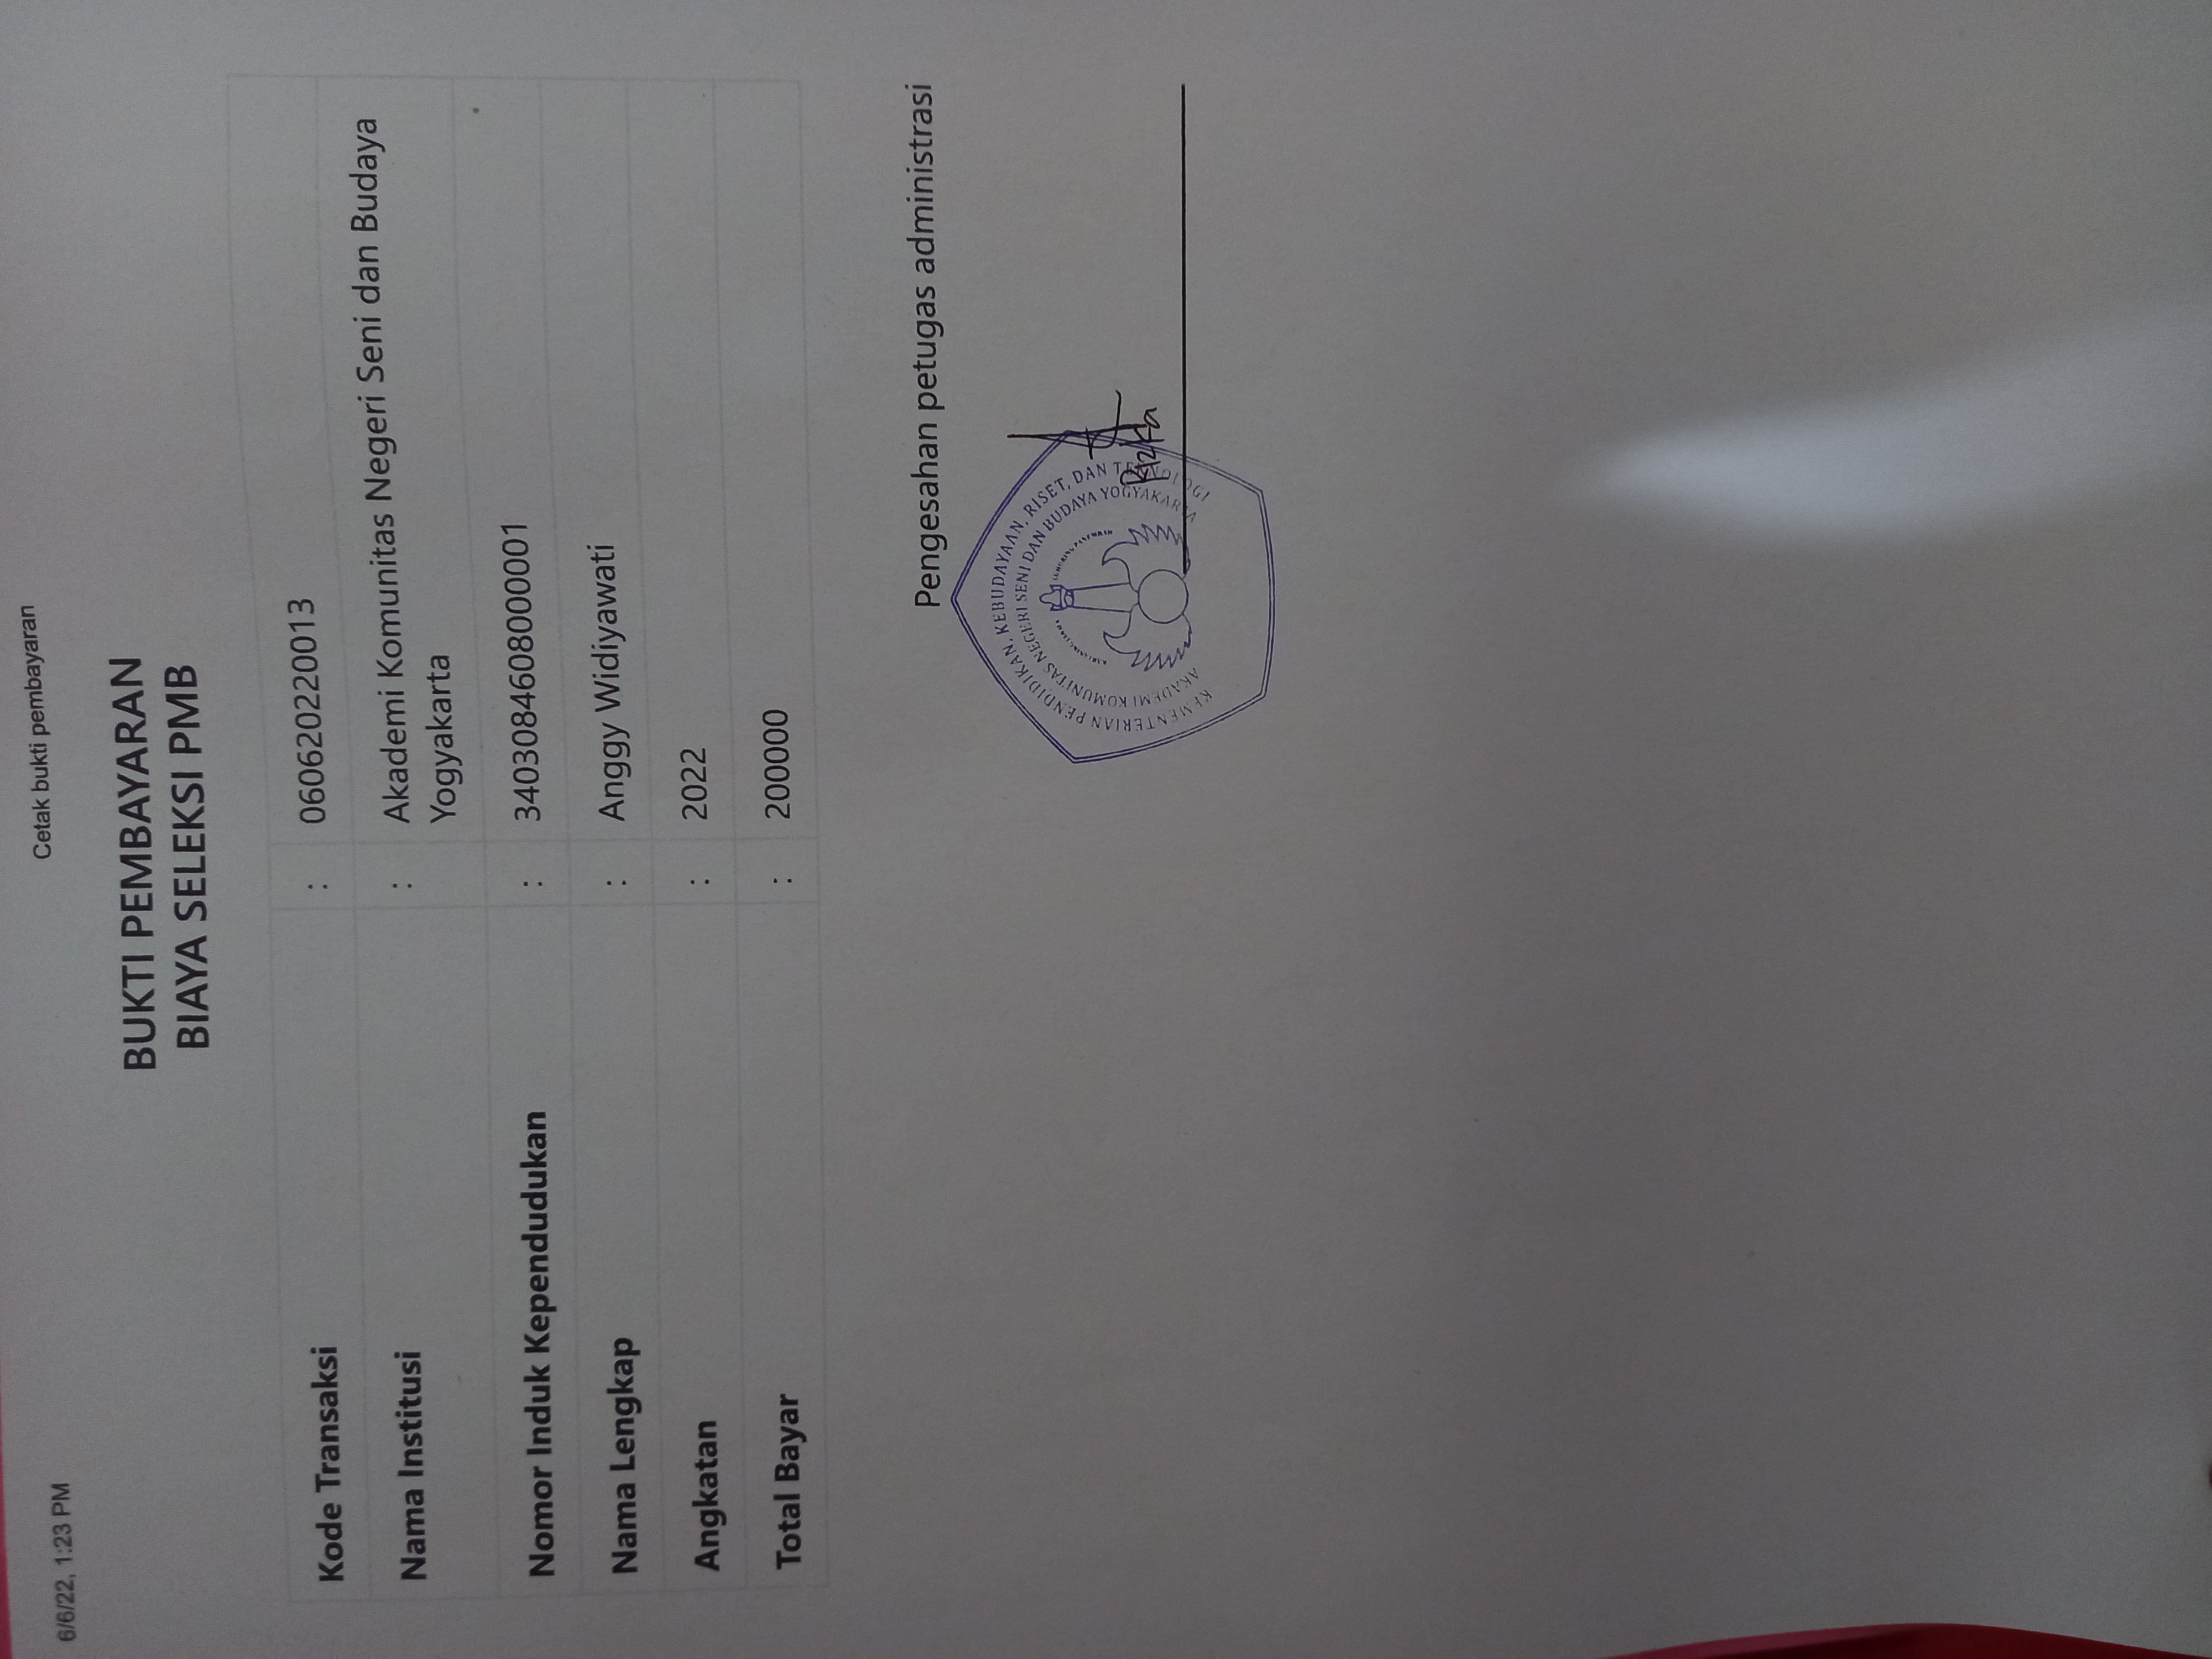 6/6/22, 1:23 PM
Cetak bukti pembayaran
BUKTI PEMBAYARAN
BIAYA SELEKSI PMB
Kode Transaksi : 060620220013
Nama Institusi : Akademi Komunitas Negeri Seni dan Budaya
Yogyakarta
Nomor Induk Kependudukan : 3403084608000001
Nama Lengkap : Anggy Widiyawati
Angkatan : 2022
Total Bayar : 200000
Pengesahan petugas administrasi
KEMENTERIAN PENDIDIKAN, KEBUDAYAAN, RISET, DAN TEKNOLOGI
AKADEMI KOMUNITAS NEGERI SENI DAN BUDAYA YOGYAKARTA
Rizka